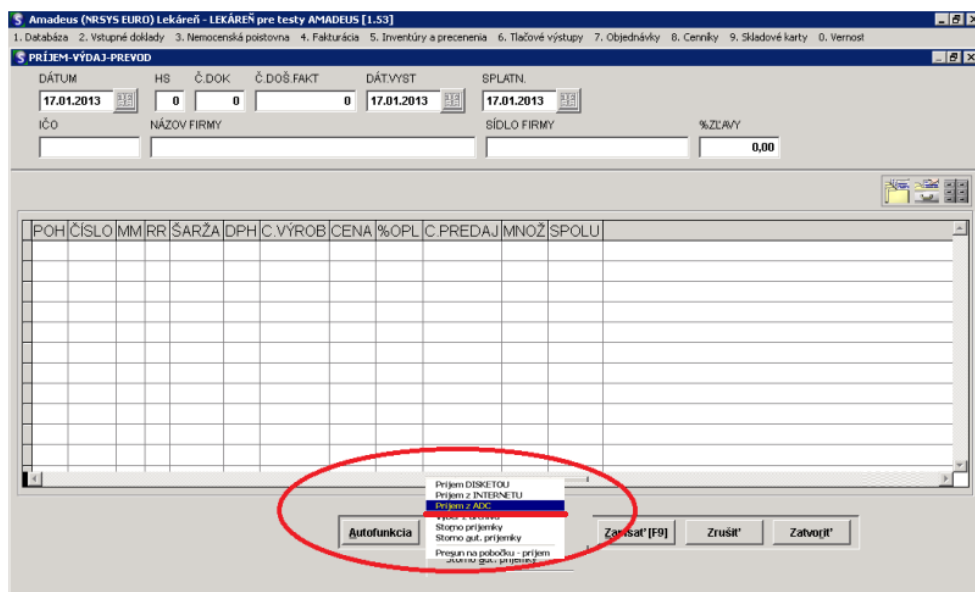 Amadeus (NRSYS EURO) Lekáreň - LEKÁREŇ pre testy AMADEUS [1.53]
1. Databáza 2. Vstupné doklady 3. Nemocenská poistovna 4. Fakturácia 5. Inventúry a precenenia 6. Tlačové výstupy 7. Objednávky 8. Cenníky 9. Skladové karty 0. Vernost
PRÍJEM-VÝDAJ-PREVOD
DÁTUM HS Č.DOK Č.DOŠ.FAKT DÁT.VYST SPLATN.
17.01.2013 0 0 0 17.01.2013 17.01.2013
IČO NÁZOV FIRMY SÍDLO FIRMY %ZĽAVY
0,00
POH ČÍSLO MM RR ŠARŽA DPH C.VÝROB CENA %OPL C.PREDAJ MNOŽ SPOLU
Príjem DISKETOU
Príjem z INTERNETU
Príjem z ADC
Storno príjemky
Storno aut. príjemky
Presun na pobočku - príjem
Storno aut. príjemky
Autofunkcia Zapísať [F9] Zrušiť Zatvoriť